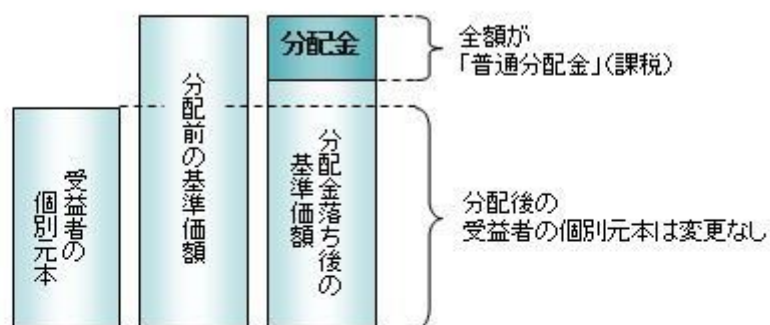 受益者の
個別元本
分配前の基準価額
分配金
分配金落ち後の
基準価額
全額が
「普通分配金」(課税)
分配後の
受益者の個別元本は変更なし